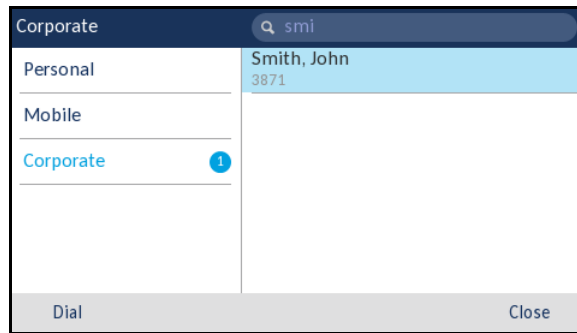 Corporate
smi
Personal
Mobile
Corporate 1
Smith, John
3871
Dial Close